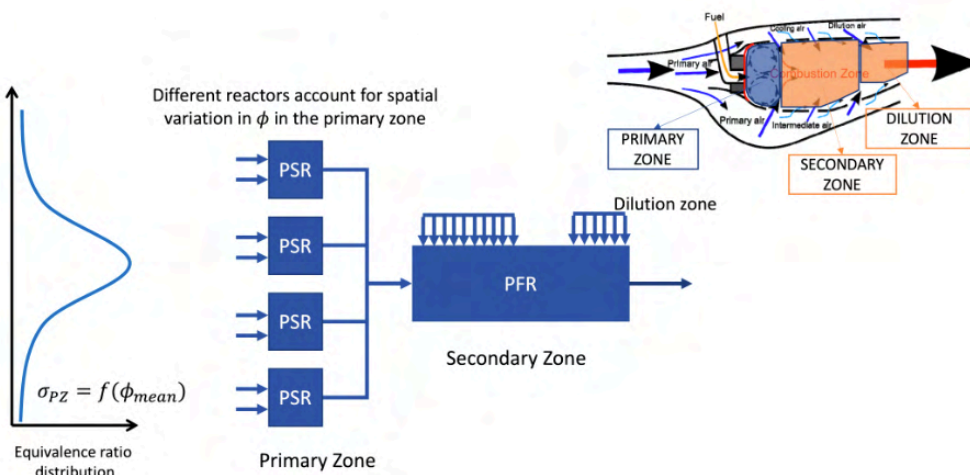 Different reactors account for spatial
variation in ϕ in the primary zone
PSR
PSR
PSR
PSR
Primary Zone
σ_PZ = f(ϕ_mean)
Equivalence ratio
distribution
PFR
Secondary Zone
Dilution zone
Fuel
Cooling air
Dilution air
Primary air
Combustion Zone
Primary air
Intermediate air
PRIMARY
ZONE
SECONDARY
ZONE
DILUTION
ZONE